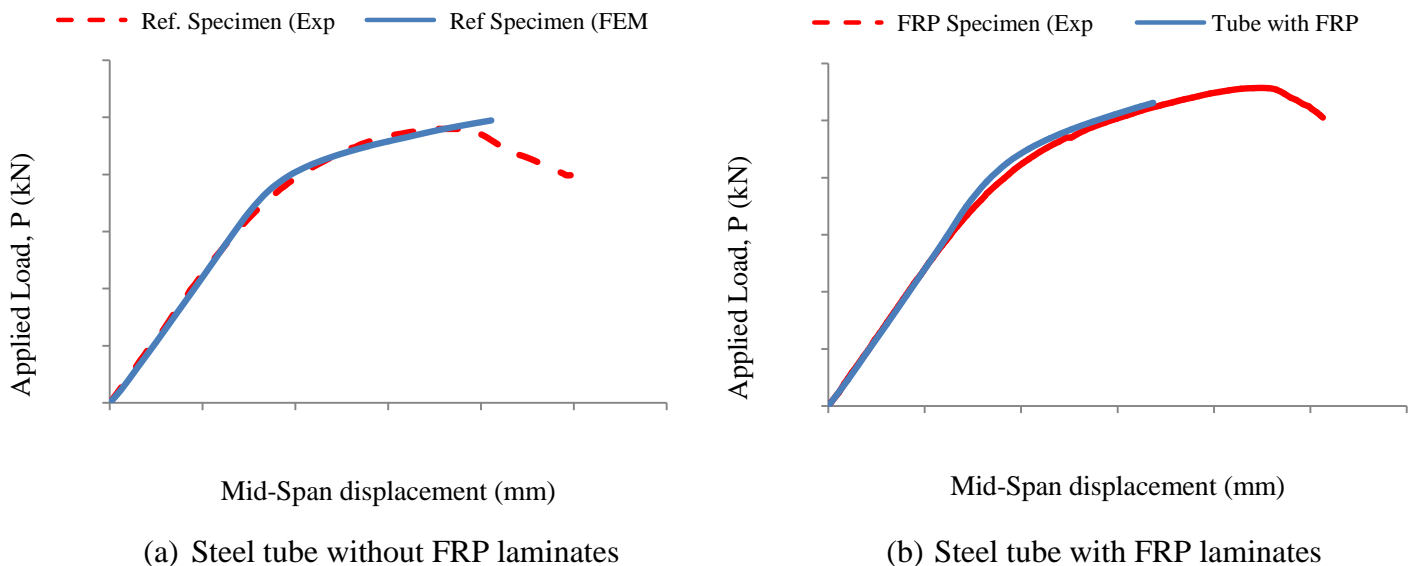 Ref. Specimen (Exp
Ref Specimen (FEM
Applied Load, P (kN)
Mid-Span displacement (mm)
(a) Steel tube without FRP laminates
FRP Specimen (Exp
Tube with FRP
Applied Load, P (kN)
Mid-Span displacement (mm)
(b) Steel tube with FRP laminates